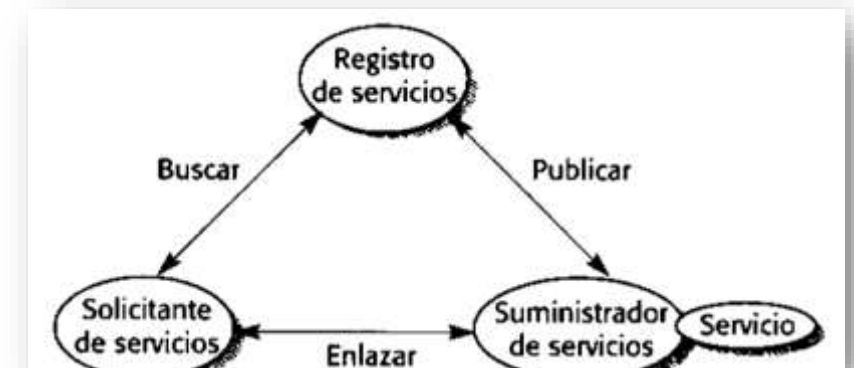 Registro
de servicios
Buscar
Publicar
Solicitante
de servicios
Enlazar
Suministrador
de servicios
Servicio